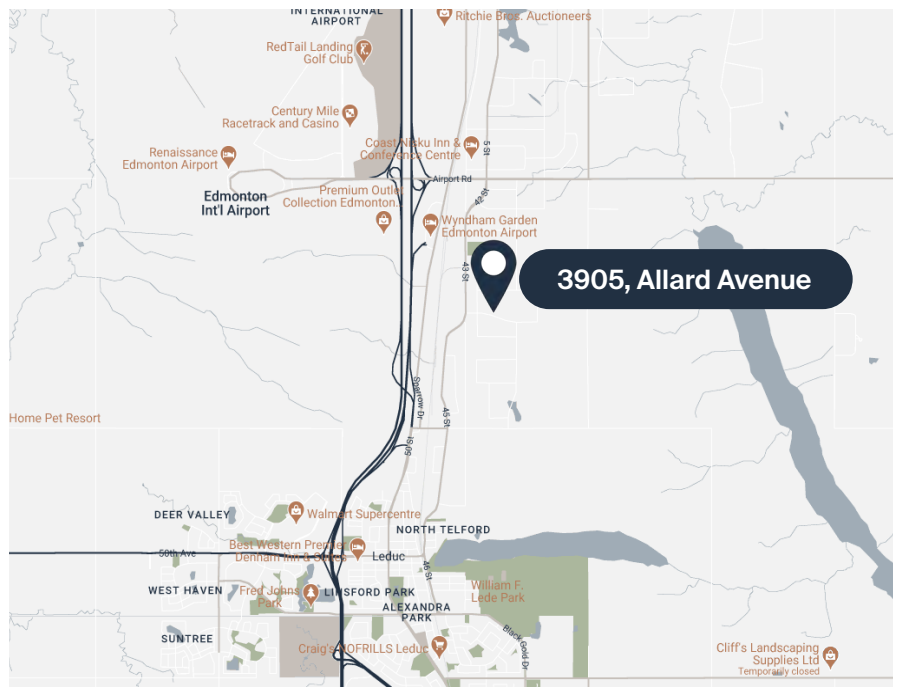 INTERNATIONAL
AIRPORT
Ritchie Bros. Auctioneers
RedTail Landing
Golf Club
Century Mile
Racetrack and Casino
Coast Nisku Inn &
Conference Centre
5 St
Renaissance
Edmonton Airport
Airport Rd
Edmonton
Int'l Airport
Premium Outlet
Collection Edmonton...
42 St
Wyndham Garden
Edmonton Airport
43 St
3905, Allard Avenue
Sparrow Dr
45 St
Home Pet Resort
50 St
DEER VALLEY
Walmart Supercentre
NORTH TELFORD
Best Western Premier
Denham Inn & Suites
50th Ave
Leduc
46 St
WEST HAVEN
Fred Johns
Park
LINSFORD PARK
William F.
Lede Park
ALEXANDRA
PARK
SUNTREE
Black Gold Dr
Craig's NOFRILLS Leduc
Cliff's Landscaping
Supplies Ltd
Temporarily closed